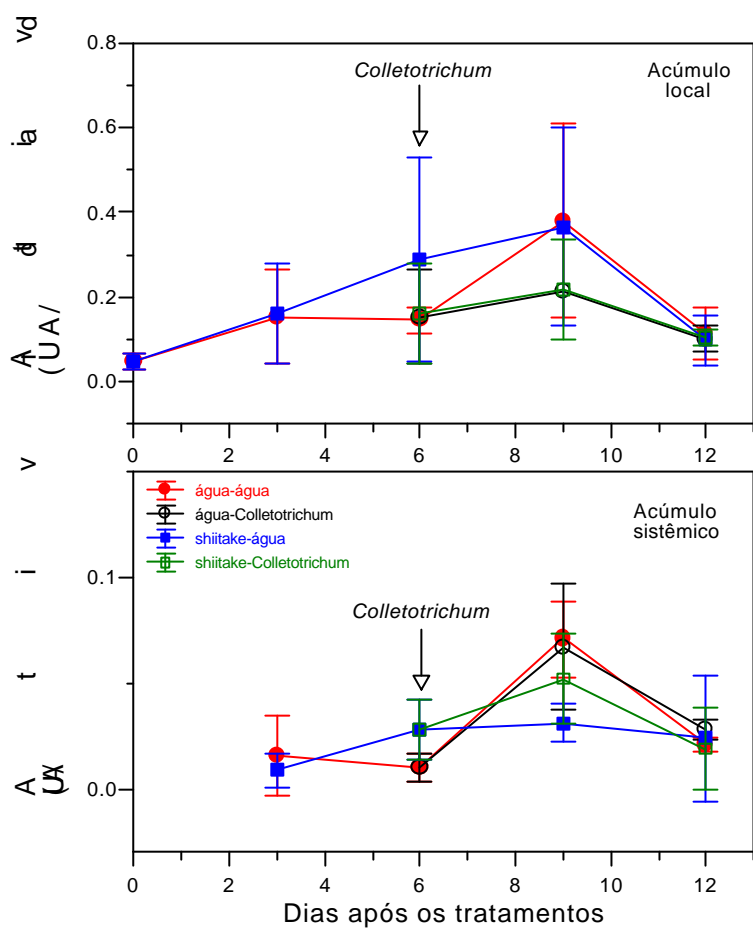 0.8
Colletotrichum
Acúmulo
local
0.6
0.4
0.2
0.0
0 2 4 6 8 10 12
água-água
água-Colletotrichum
shiitake-água
shiitake-Colletotrichum
Acúmulo
sistêmico
0.1
Colletotrichum
0.0
0 2 4 6 8 10 12
Dias após os tratamentos